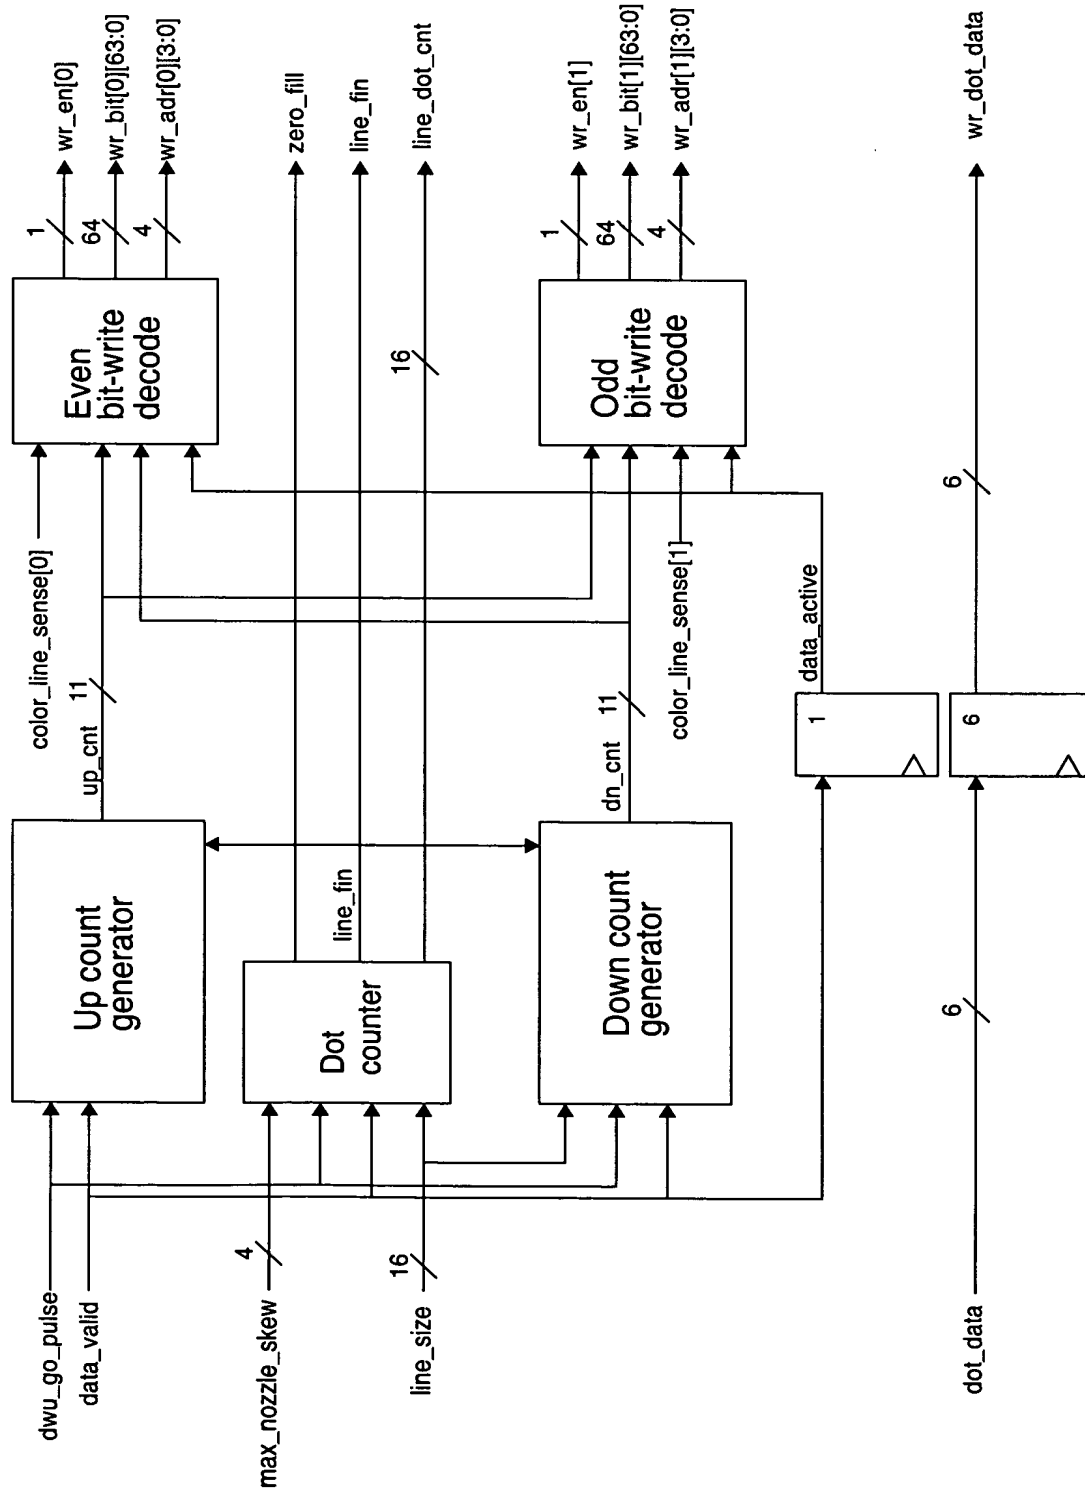 dwu_go_pulse
data_valid
max_nozzle_skew
4
line_size
16
dot_data
6
Up count
generator
Dot
counter
Down count
generator
up_cnt
11
line_fin
dn_cnt
11
1
6
data_active
color_line_sense[0]
color_line_sense[1]
16
6
Even
bit-write
decode
Odd
bit-write
decode
1
64
4
1
64
4
wr_en[0]
wr_bit[0][63:0]
wr_adr[0][3:0]
zero_fill
line_fin
line_dot_cnt
wr_en[1]
wr_bit[1][63:0]
wr_adr[1][3:0]
wr_dot_data